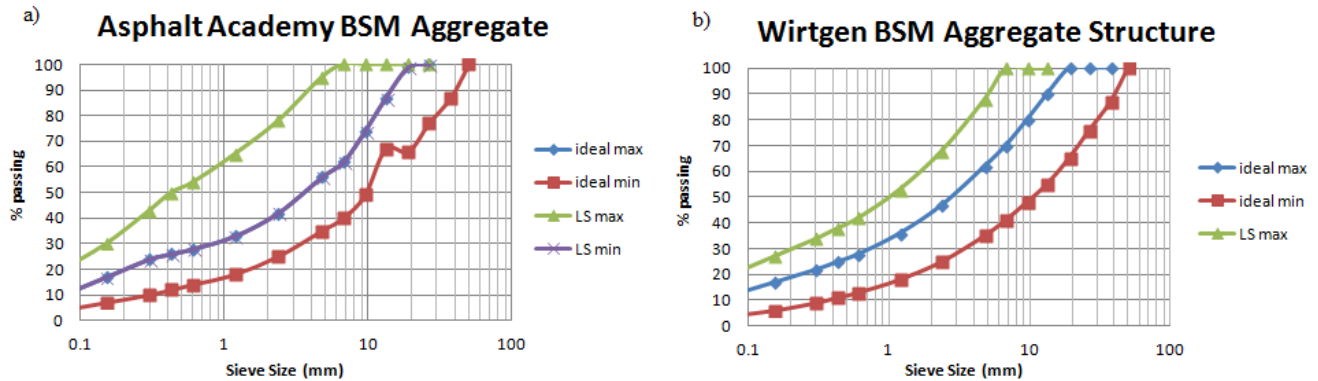 a)
Asphalt Academy BSM Aggregate
% passing
100
90
80
70
60
50
40
30
20
10
0
0.1 1 10 100
Sieve Size (mm)
ideal max
ideal min
LS max
LS min
b)
Wirtgen BSM Aggregate Structure
% passing
100
90
80
70
60
50
40
30
20
10
0
0.1 1 10 100
Sieve Size (mm)
ideal max
ideal min
LS max